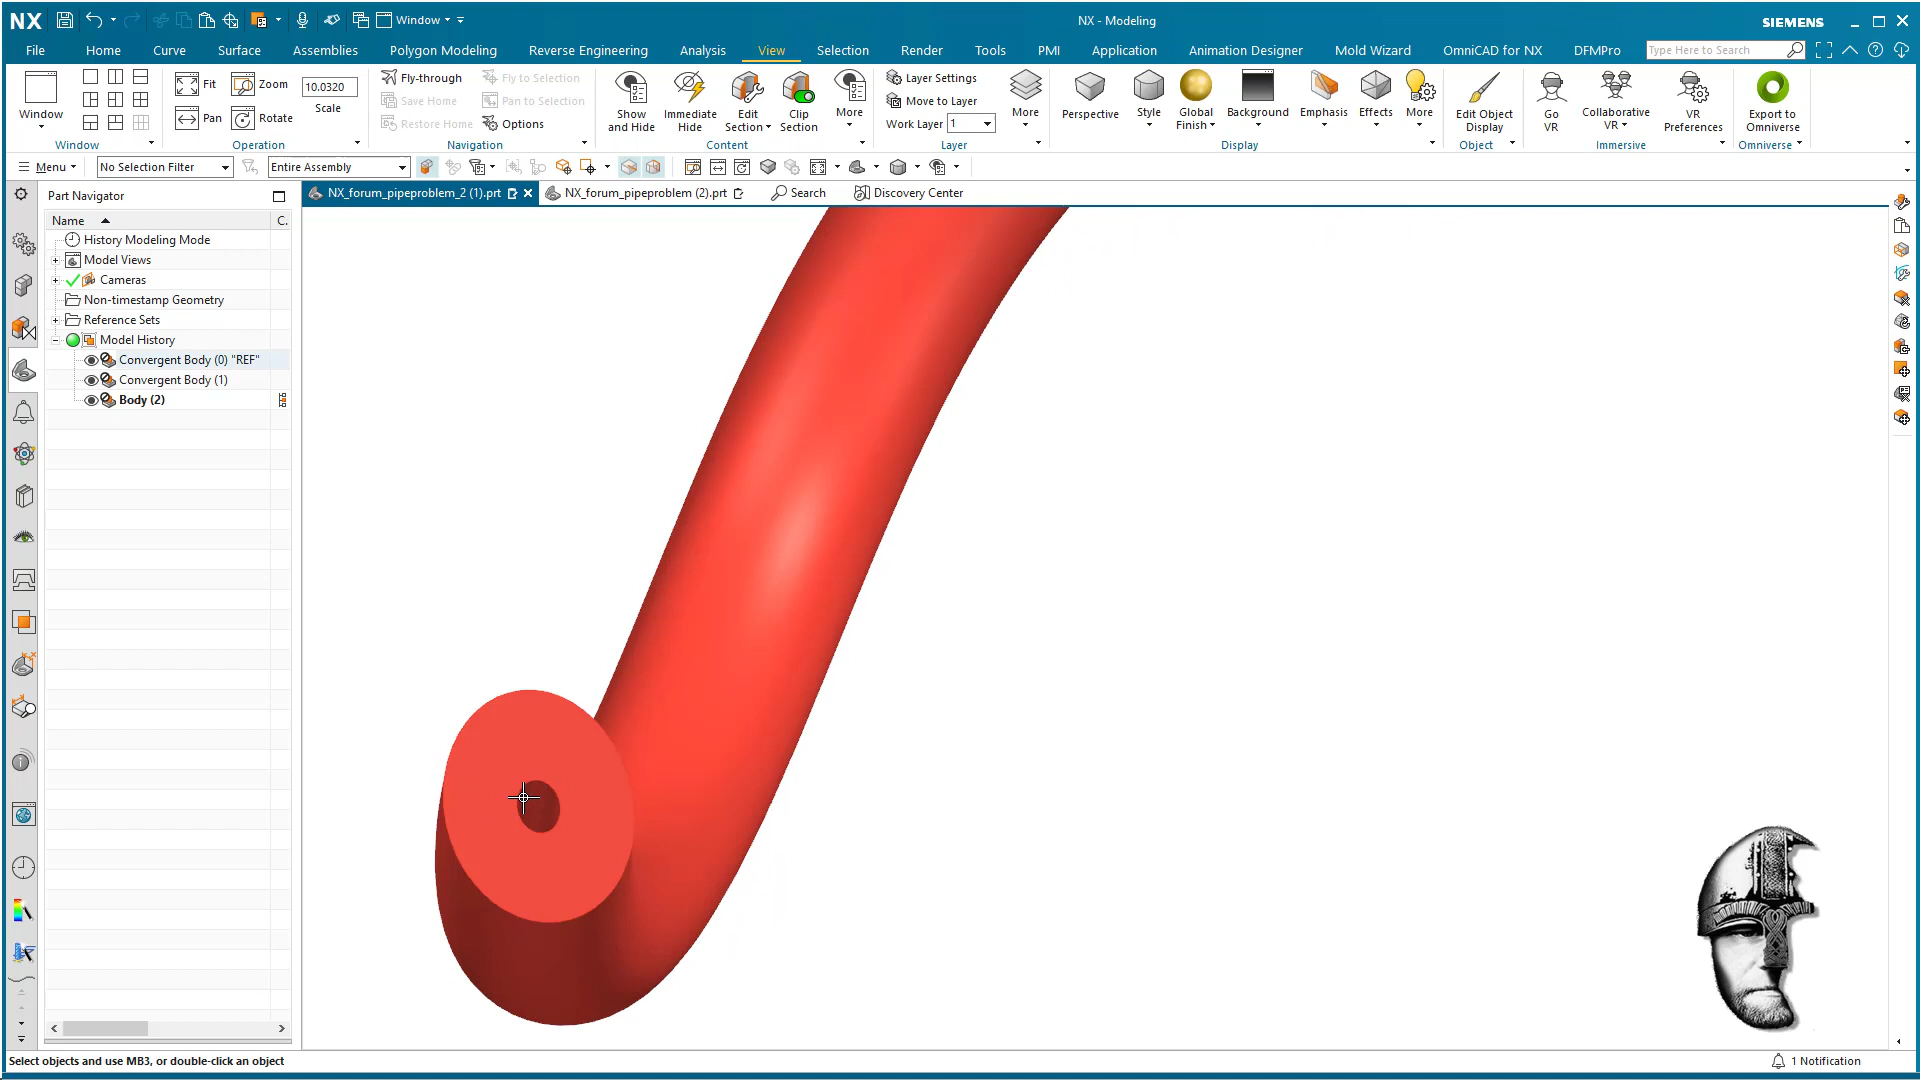 NX
Window
NX - Modeling
SIEMENS
File
Home
Curve
Surface
Assemblies
Polygon Modeling
Reverse Engineering
Analysis
View
Selection
Render
Tools
PMI
Application
Animation Designer
Mold Wizard
OmniCAD for NX
DFMPro
Type Here to Search
Window
Window
Fit
Zoom
10.0320
Scale
Pan
Rotate
Operation
Fly-through
Fly to Selection
Save Home
Pan to Selection
Restore Home
Options
Navigation
Show and Hide
Immediate Hide
Edit Section
Clip Section
More
Content
Layer Settings
Move to Layer
Work Layer 1
More
Layer
Perspective
Style
Global Finish
Background
Emphasis
Effects
More
Display
Edit Object Display
Object
Go VR
Collaborative VR
VR Preferences
Immersive
Export to Omniverse
Omniverse
Menu
No Selection Filter
Entire Assembly
Part Navigator
NX_forum_pipeproblem_2 (1).prt
NX_forum_pipeproblem (2).prt
Search
Discovery Center
Name
C.
History Modeling Mode
Model Views
Cameras
Non-timestamp Geometry
Reference Sets
Model History
Convergent Body (0) "REF"
Convergent Body (1)
Body (2)
Select objects and use MB3, or double-click an object
1 Notification